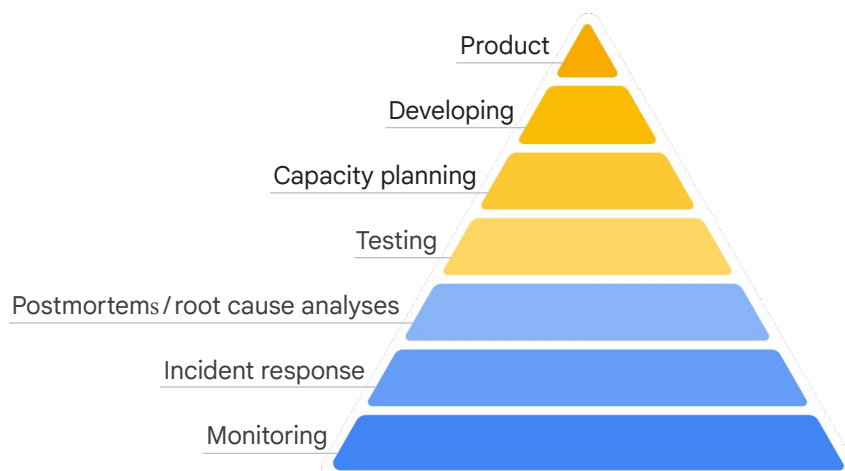 Product
Developing
Capacity planning
Testing
Postmortems/root cause analyses
Incident response
Monitoring